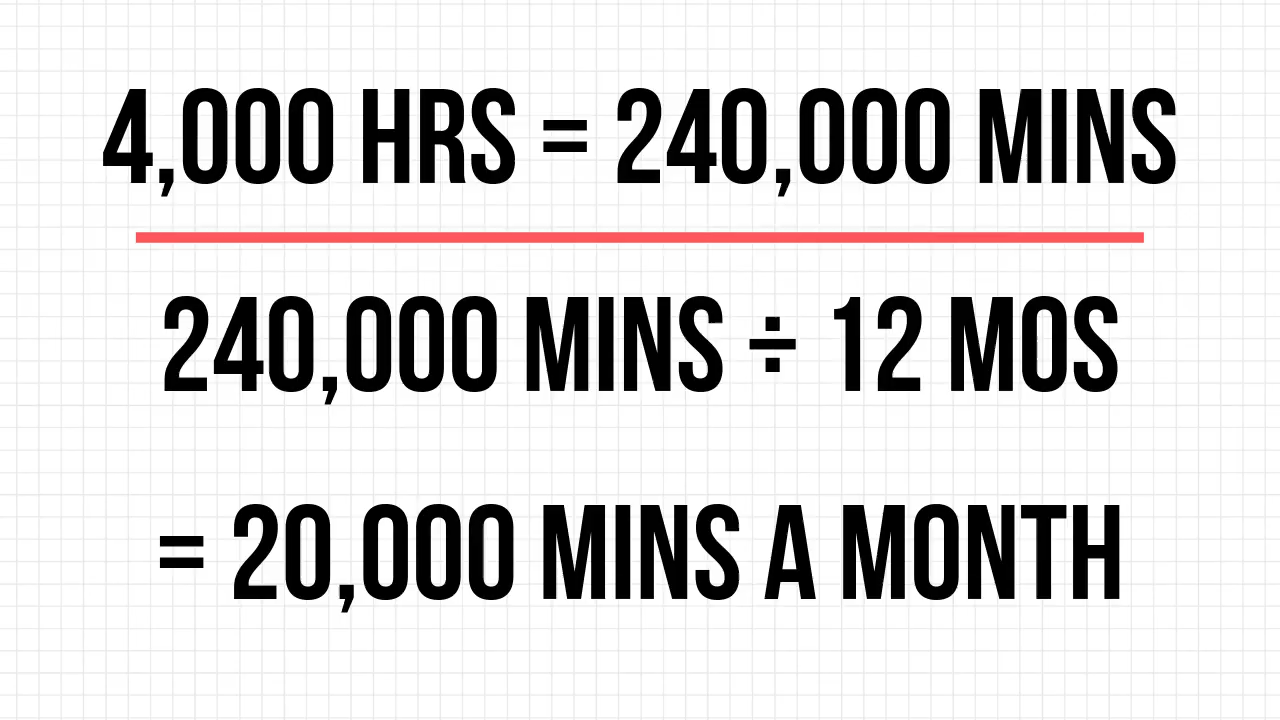 4,000 HRS = 240,000 MINS
240,000 MINS ÷ 12 MOS
= 20,000 MINS A MONTH